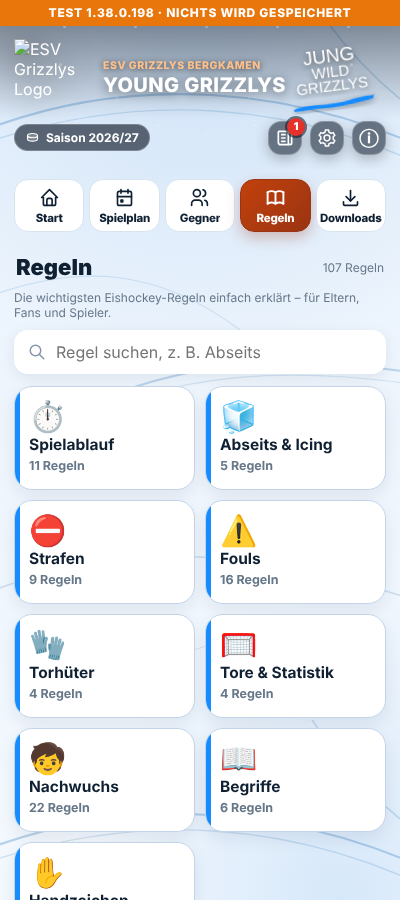 TEST 1.38.0.198 · NICHTS WIRD GESPEICHERT
ESV Grizzlys Logo
ESV GRIZZLYS BERGKAMEN
YOUNG GRIZZLYS
JUNG
WILD
GRIZZLYS
Saison 2026/27
1
Start
Spielplan
Gegner
Regeln
Downloads
Regeln
107 Regeln
Die wichtigsten Eishockey-Regeln einfach erklärt – für Eltern,
Fans und Spieler.
Regel suchen, z. B. Abseits
Spielablauf
11 Regeln
Abseits & Icing
5 Regeln
Strafen
9 Regeln
Fouls
16 Regeln
Torhüter
4 Regeln
Tore & Statistik
4 Regeln
Nachwuchs
22 Regeln
Begriffe
6 Regeln
Handzeichen